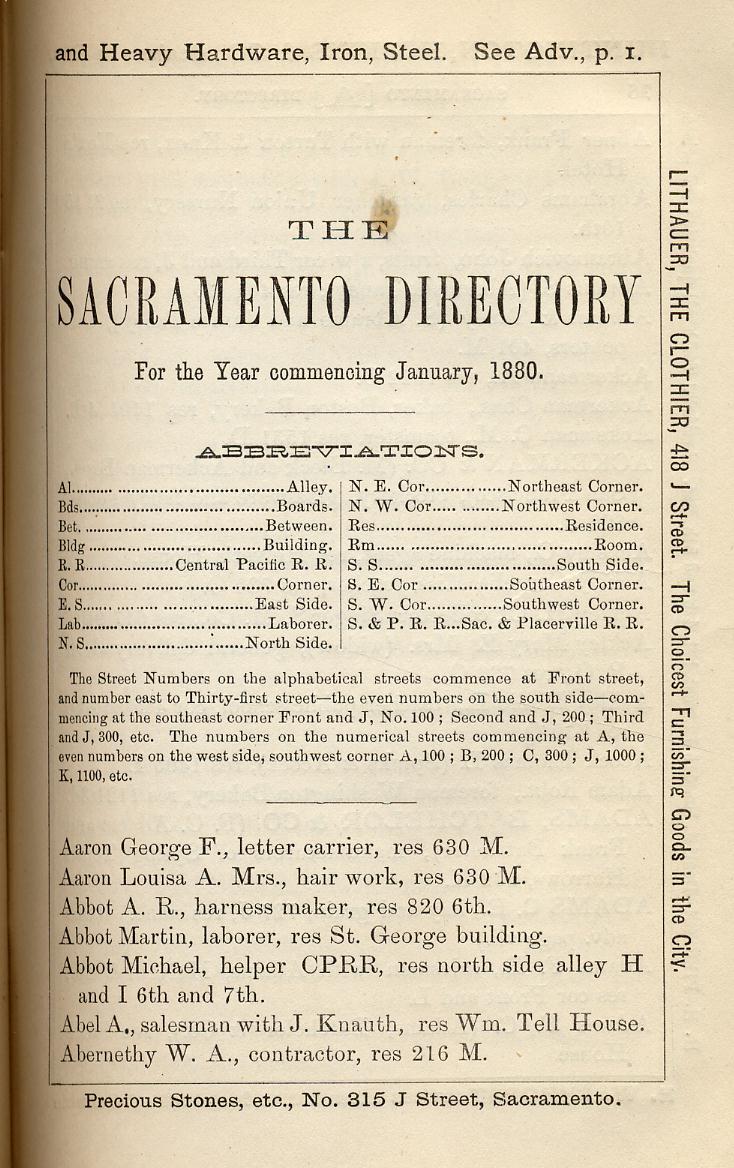 and Heavy Hardware, Iron, Steel. See Adv., p. 1.
THE
SACRAMENTO DIRECTORY
For the Year commencing January, 1880.
ABBREVIATIONS.
Al..................................................Alley.
Bds.............................................Boards.
Bet. .........................................Between.
Bldg .......................................Building.
R. R....................Central Pacific R. R.
Cor.............................................Corner.
E. S........................................East Side.
Lab...........................................Laborer.
N. S......................................North Side.
N. E. Cor...............Northeast Corner.
N. W. Cor..... ........Northwest Corner.
Res.........................................Residence.
Rm...... .......................................Room.
S. S....... ................................South Side.
S. E. Cor ...............Southeast Corner.
S. W. Cor..............Southwest Corner.
S. & P. R. R...Sac. & Placerville R. R.
The Street Numbers on the alphabetical streets commence at Front street,
and number east to Thirty-first street—the even numbers on the south side—com-
mencing at the southeast corner Front and J, No. 100 ; Second and J, 200 ; Third
and J, 300, etc. The numbers on the numerical streets commencing at A, the
even numbers on the west side, southwest corner A, 100 ; B, 200 ; C, 300 ; J, 1000 ;
K, 1100, etc.
Aaron George F., letter carrier, res 630 M.
Aaron Louisa A. Mrs., hair work, res 630 M.
Abbot A. R., harness maker, res 820 6th.
Abbot Martin, laborer, res St. George building.
Abbot Michael, helper CPRR, res north side alley H
and I 6th and 7th.
Abel A., salesman with J. Knauth, res Wm. Tell House.
Abernethy W. A., contractor, res 216 M.
Precious Stones, etc., No. 315 J Street, Sacramento.
LITHAUER, THE CLOTHIER, 418 J Street. The Choicest Furnishing Goods in the City.